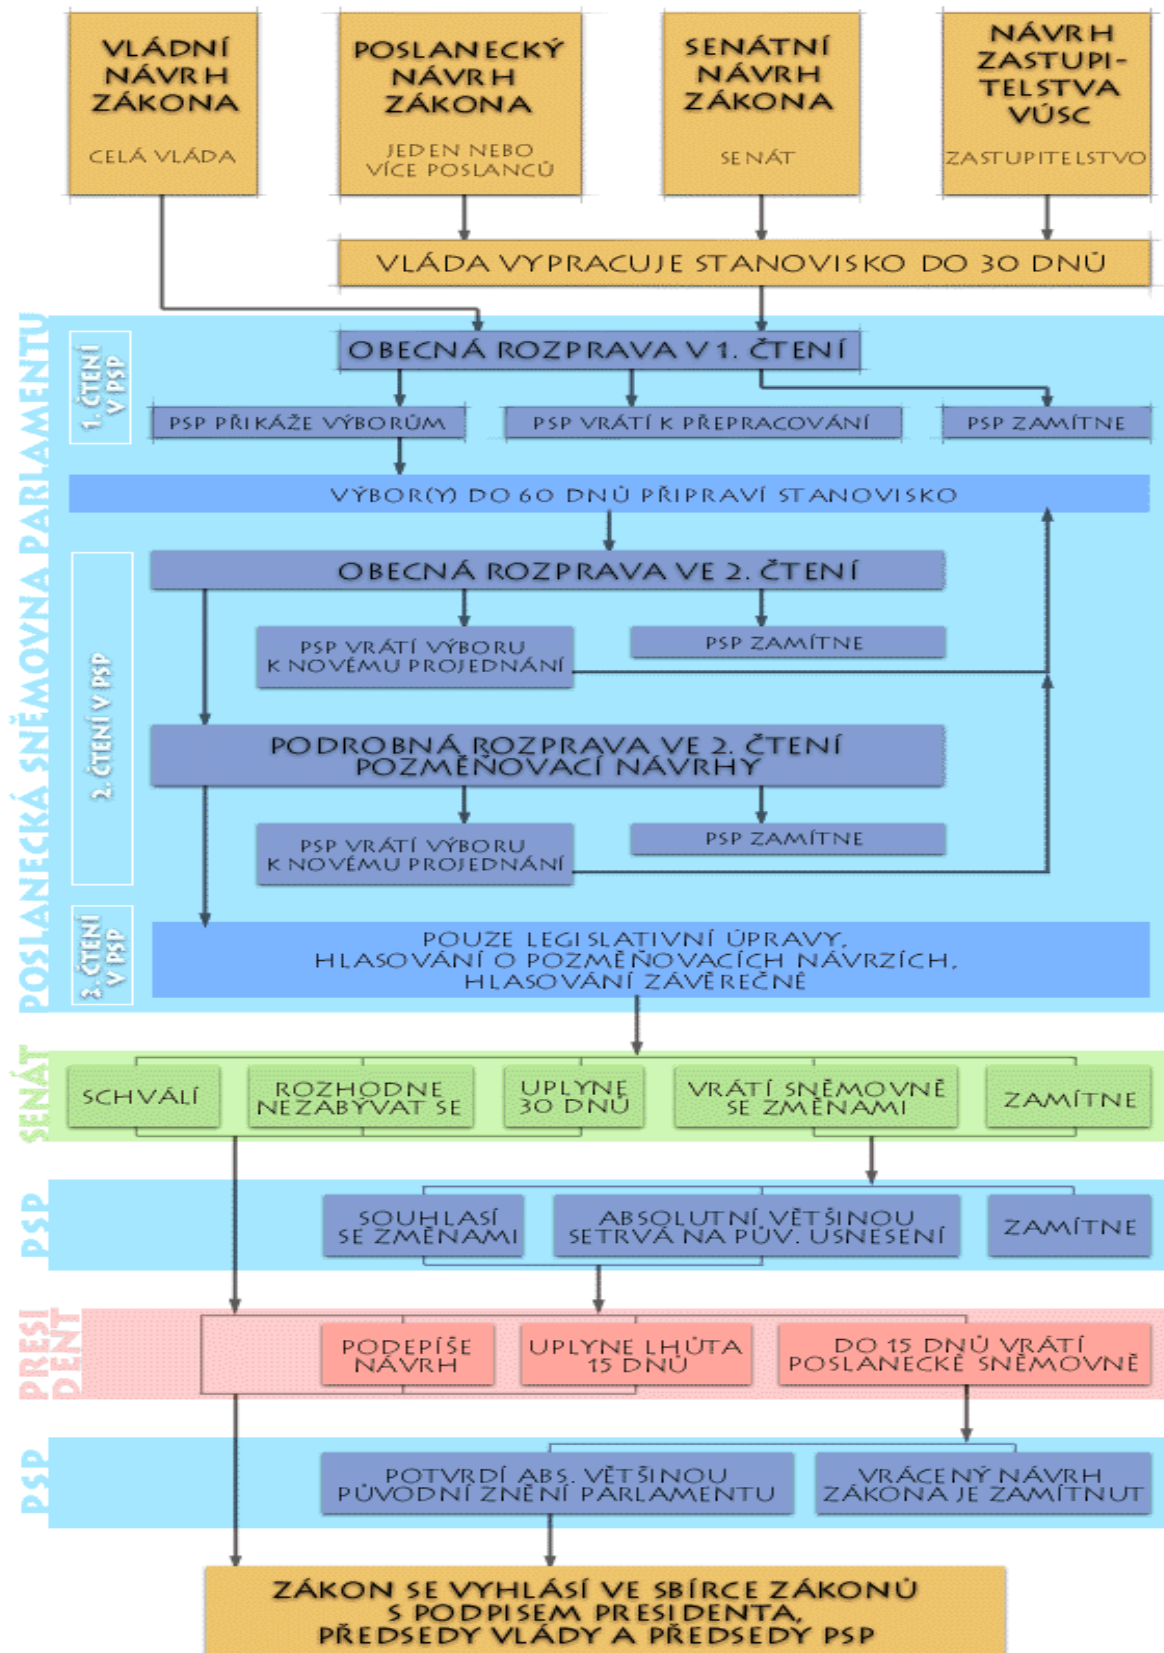 VLÁDNÍ
NÁVRH
ZÁKONA
CELÁ VLÁDA
POSLANECKÝ
NÁVRH
ZÁKONA
JEDEN NEBO
VÍCE POSLANCŮ
SENÁTNÍ
NÁVRH
ZÁKONA
SENÁT
NÁVRH
ZASTUPI-
TELSTVA
VÚSC
ZASTUPITELSTVO
VLÁDA VYPRACUJE STANOVISKO DO 30 DNŮ
POSLANECKÁ SNĚMOVNA PARLAMENTU
1. ČTENÍ
V PSP
OBECNÁ ROZPRAVA V 1. ČTENÍ
PSP PŘIKÁŽE VÝBORŮM
PSP VRÁTÍ K PŘEPRACOVÁNÍ
PSP ZAMÍTNE
VÝBOR(Y) DO 60 DNŮ PŘIPRAVÍ STANOVISKO
2. ČTENÍ V PSP
OBECNÁ ROZPRAVA VE 2. ČTENÍ
PSP VRÁTÍ VÝBORU
K NOVÉMU PROJEDNÁNÍ
PSP ZAMÍTNE
PODROBNÁ ROZPRAVA VE 2. ČTENÍ
POZMĚŇOVACÍ NÁVRHY
PSP VRÁTÍ VÝBORU
K NOVÉMU PROJEDNÁNÍ
PSP ZAMÍTNE
3. ČTENÍ
V PSP
POUZE LEGISLATIVNÍ ÚPRAVY,
HLASOVÁNÍ O POZMĚŇOVACÍCH NÁVRZÍCH,
HLASOVÁNÍ ZÁVĚREČNÉ
SENÁT
SCHVÁLÍ
ROZHODNE
NEZABÝVAT SE
UPLYNE
30 DNŮ
VRÁTÍ SNĚMOVNĚ
SE ZMĚNAMI
ZAMÍTNE
PSP
SOUHLASÍ
SE ZMĚNAMI
ABSOLUTNÍ VĚTŠINOU
SETRVÁ NA PŮV. USNESENÍ
ZAMÍTNE
PRESI
DENT
PODEPÍŠE
NÁVRH
UPLYNE LHŮTA
15 DNŮ
DO 15 DNŮ VRÁTÍ
POSLANECKÉ SNĚMOVNĚ
PSP
POTVRDÍ ABS. VĚTŠINOU
PŮVODNÍ ZNĚNÍ PARLAMENTU
VRÁCENÝ NÁVRH
ZÁKONA JE ZAMÍTNUT
ZÁKON SE VYHLÁSÍ VE SBÍRCE ZÁKONŮ
S PODPISEM PRESIDENTA,
PŘEDSEDY VLÁDY A PŘEDSEDY PSP